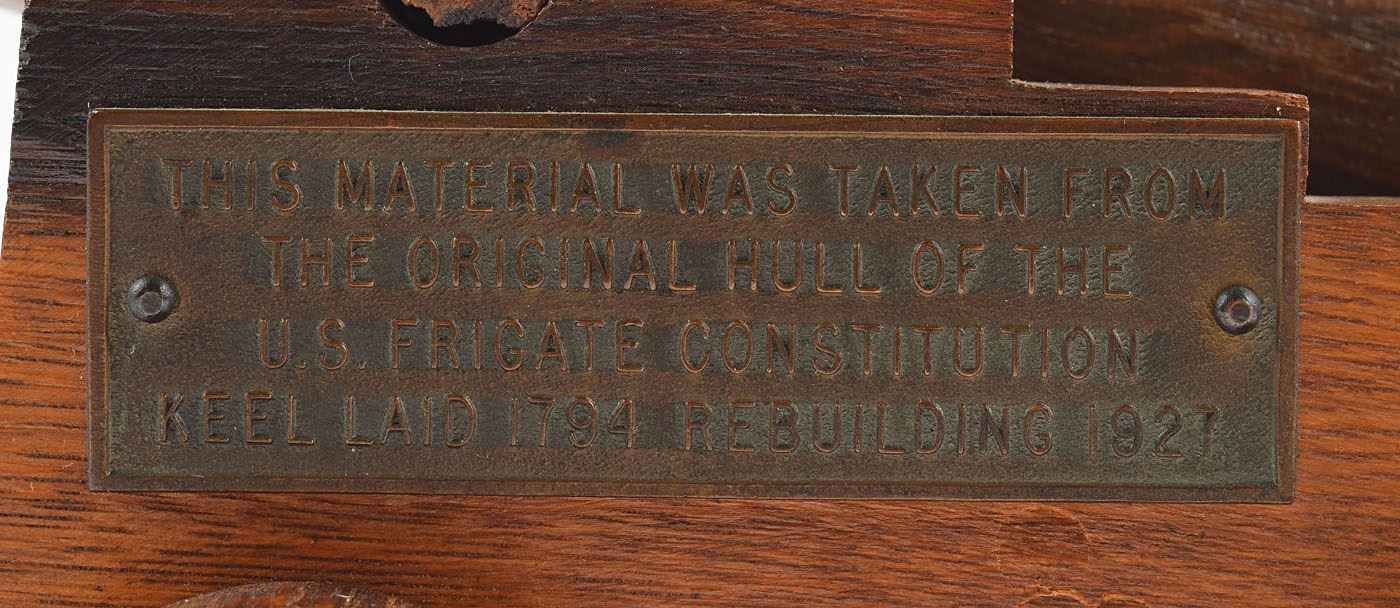 THIS MATERIAL WAS TAKEN FROM
THE ORIGINAL HULL OF THE
U.S. FRIGATE CONSTITUTION
KEEL LAID 1794 REBUILDING 1927